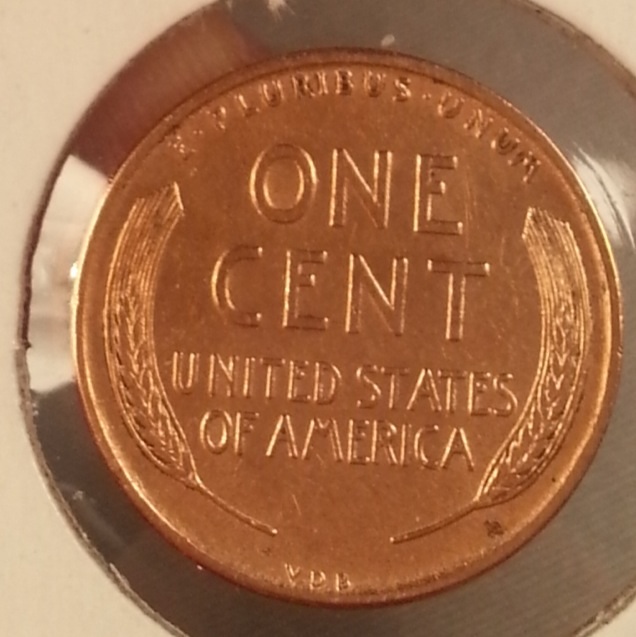 E·PLURIBUS·UNUM
ONE
CENT
UNITED STATES
OF AMERICA
VDB